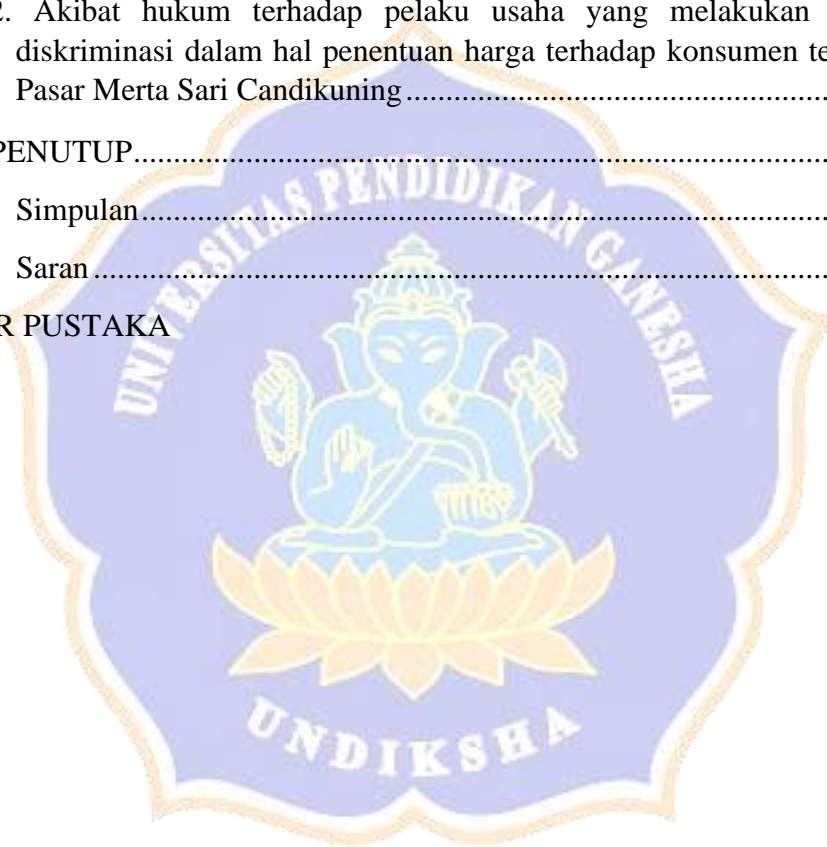 2. Akibat hukum terhadap pelaku usaha yang melakukan
diskriminasi dalam hal penentuan harga terhadap konsumen
Pasar Merta Sari Candikuning................................................
PENUTUP................................................
Simpulan................................................
Saran................................................
PUSTAKA
UNIVERSITAS PENDIDIKAN GANESHA
UNDIKSHA